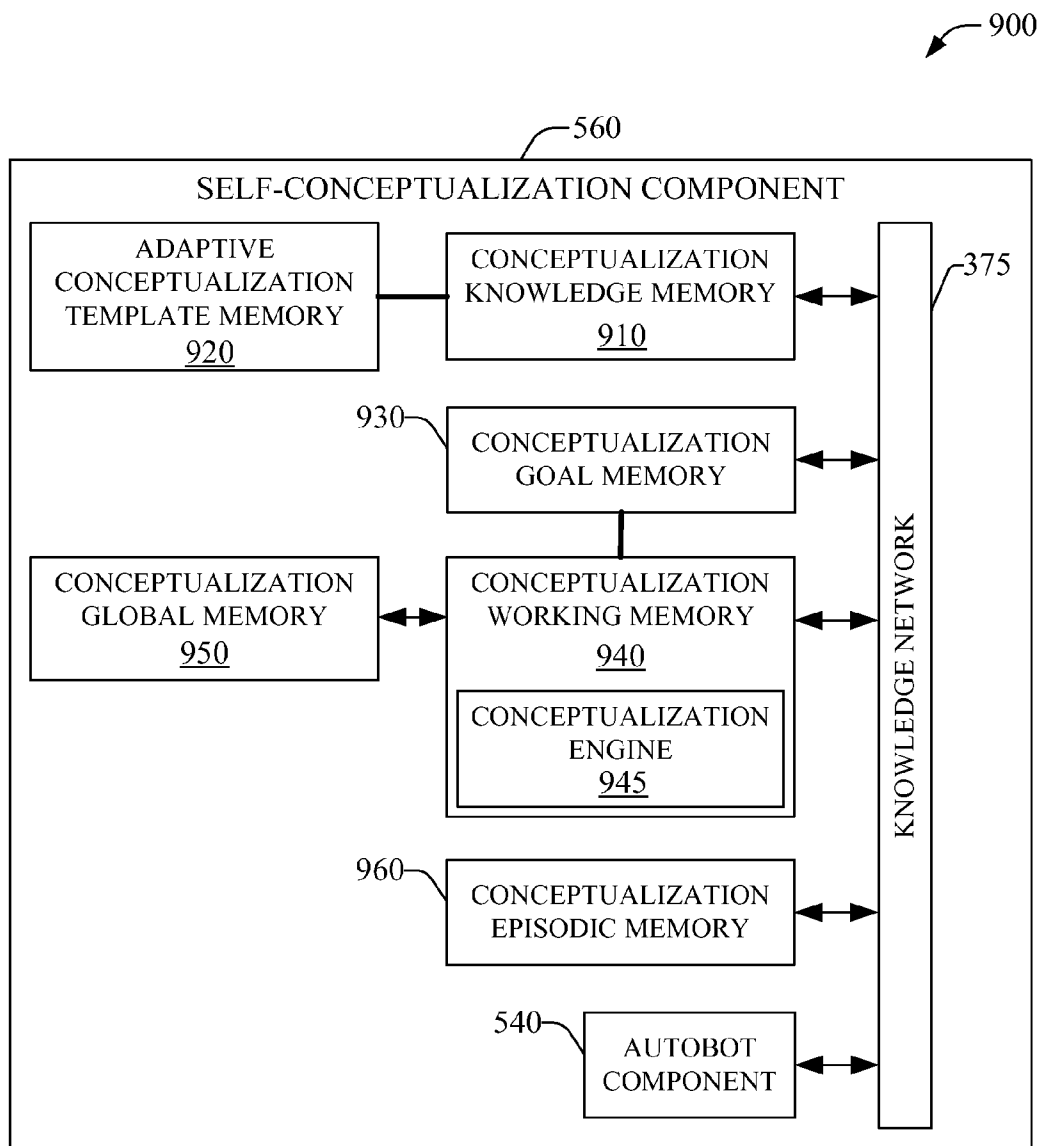 900
560
SELF-CONCEPTUALIZATION COMPONENT
ADAPTIVE
CONCEPTUALIZATION
TEMPLATE MEMORY
920
CONCEPTUALIZATION
KNOWLEDGE MEMORY
910
375
930
CONCEPTUALIZATION
GOAL MEMORY
CONCEPTUALIZATION
GLOBAL MEMORY
950
CONCEPTUALIZATION
WORKING MEMORY
940
CONCEPTUALIZATION
ENGINE
945
KNOWLEDGE NETWORK
960
CONCEPTUALIZATION
EPISODIC MEMORY
540
AUTOBOT
COMPONENT